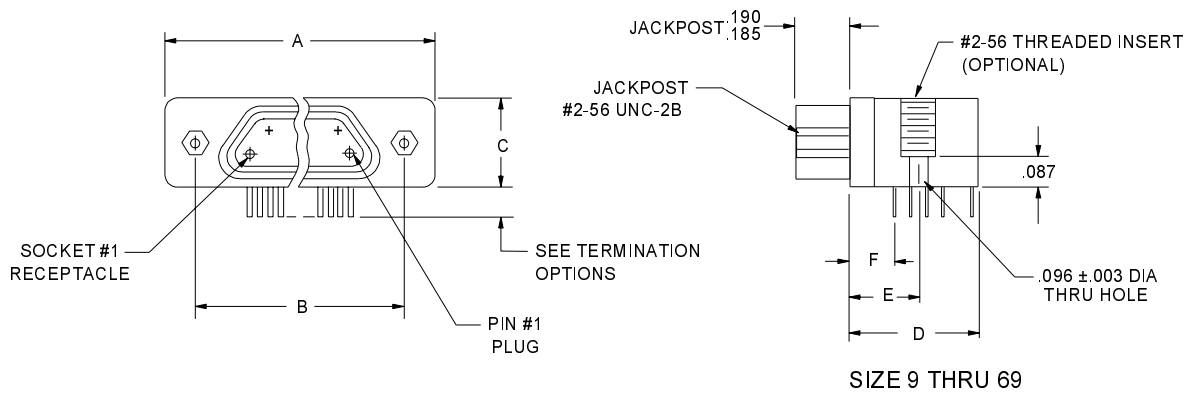 A
C
SOCKET #1
RECEPTACLE
B
SEE TERMINATION
OPTIONS
PIN #1
PLUG
JACKPOST .190
.185
#2-56 THREADED INSERT
(OPTIONAL)
JACKPOST
#2-56 UNC-2B
.087
F
E
D
.096 ±.003 DIA
THRU HOLE
SIZE 9 THRU 69